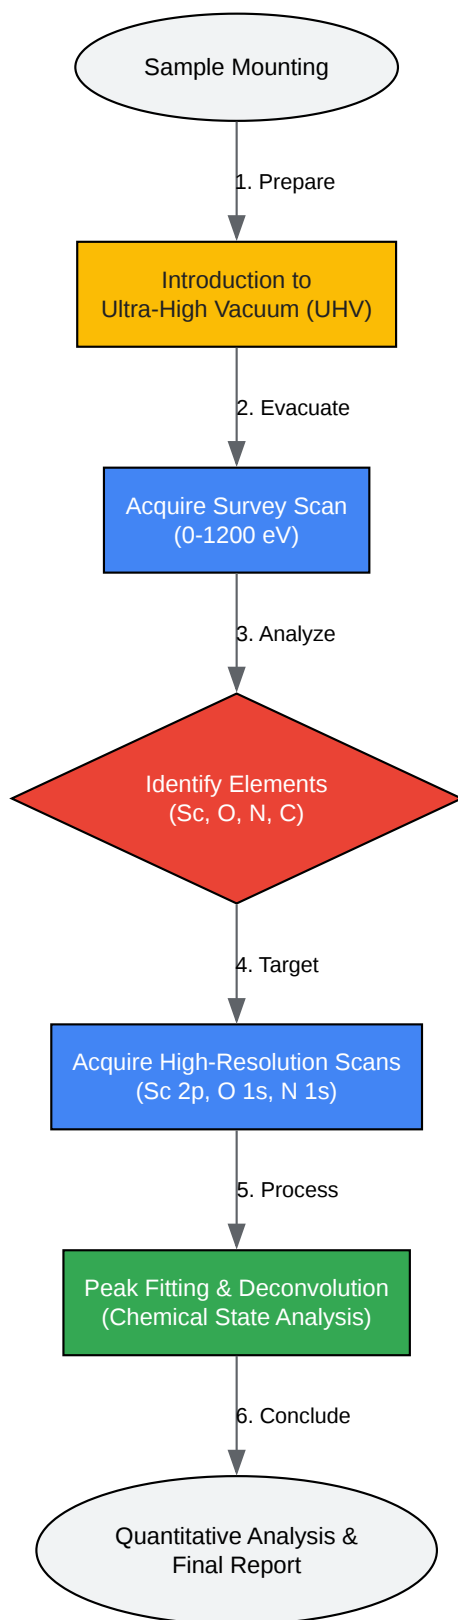 Sample Mounting
1. Prepare
Introduction to
Ultra-High Vacuum (UHV)
2. Evacuate
Acquire Survey Scan
(0-1200 eV)
3. Analyze
Identify Elements
(Sc, O, N, C)
4. Target
Acquire High-Resolution Scans
(Sc 2p, O 1s, N 1s)
5. Process
Peak Fitting & Deconvolution
(Chemical State Analysis)
6. Conclude
Quantitative Analysis &
Final Report